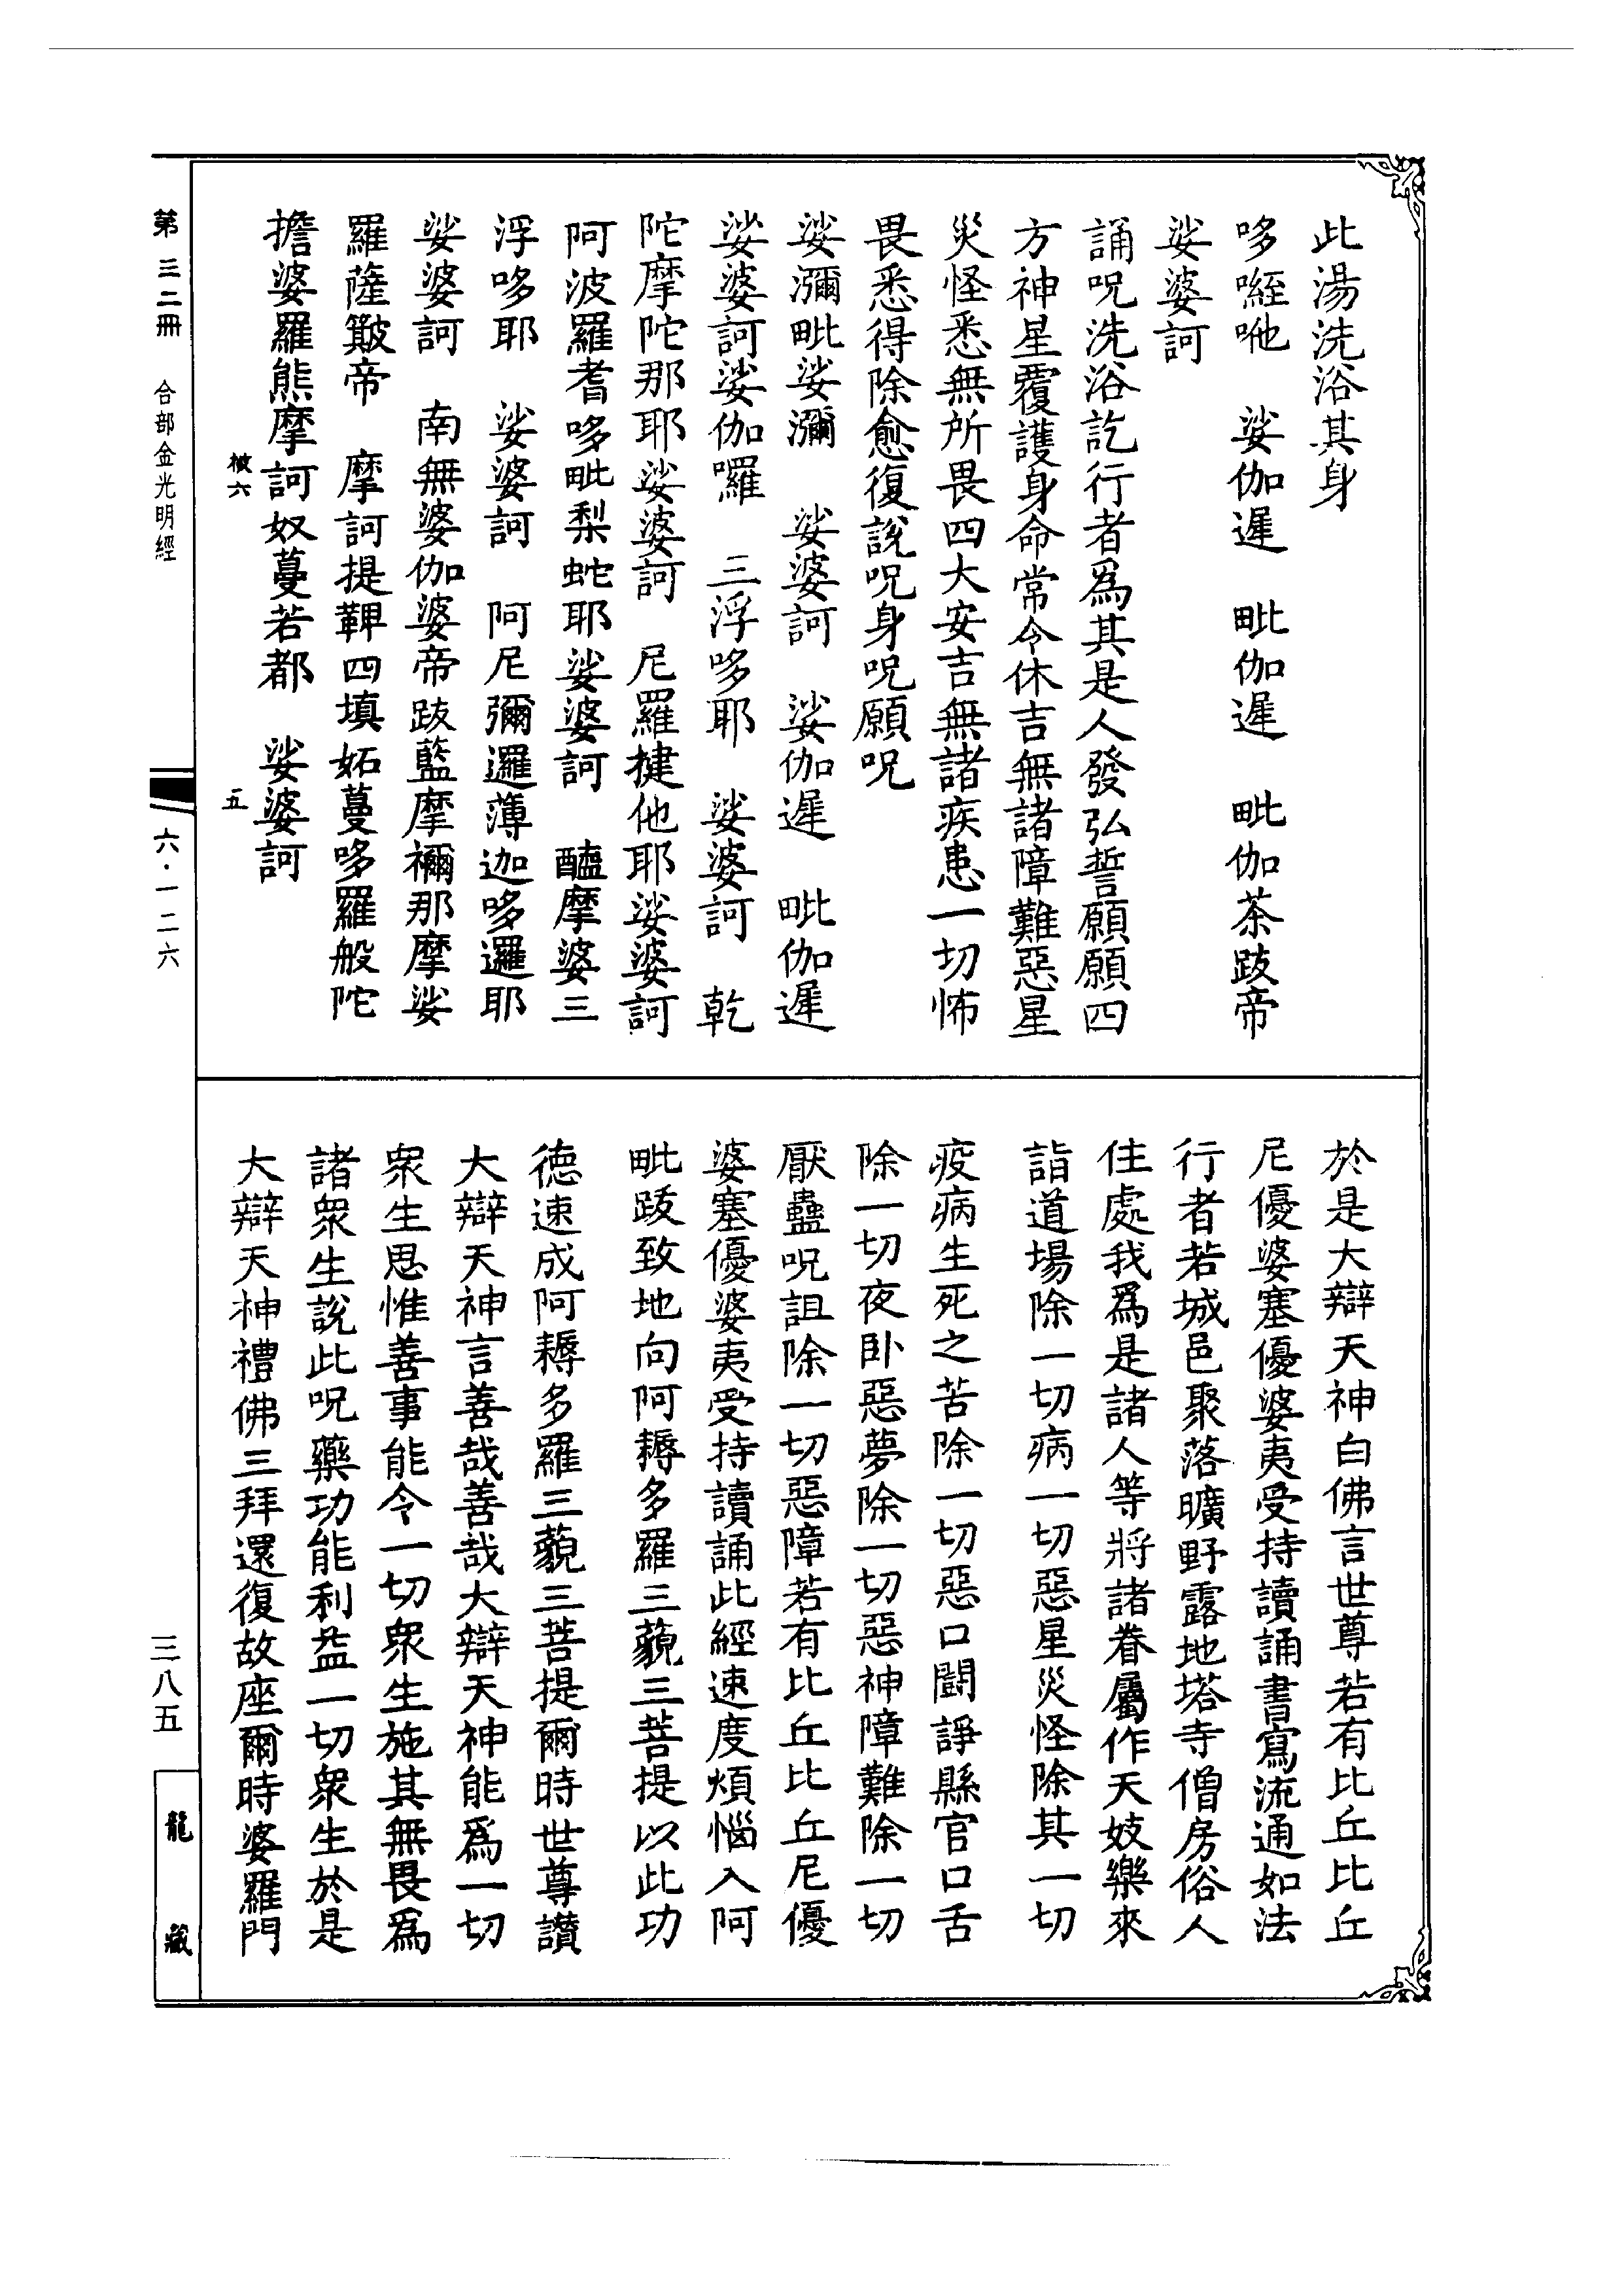 此湯洗浴其身
哆㗌吔　娑伽遲　毗伽遲　毗伽茶跋帝
娑婆訶
誦呪洗浴訖行者爲其是人發弘誓願願四
方神星覆護身命常令休吉無諸障難惡星
災怪悉無所畏四大安吉無諸疾患一切怖
畏悉得除愈復說呪身呪願呪
娑瀰毗娑瀰　娑婆訶　娑伽遲　毗伽遲
娑婆訶娑伽囉　三浮哆耶　娑婆訶　乾
陀摩陀那耶娑婆訶　尼羅揵他耶娑婆訶
阿波羅耆哆毗梨蛇耶娑婆訶　醯摩婆三
浮哆耶　娑婆訶　阿尼彌邏薄迦哆邏耶
娑婆訶　南無婆伽婆帝跋藍摩禰那摩娑
羅薩簸帝　摩訶提鞞四填妬蔓哆羅般陀
擔婆羅熊摩訶奴蔓若都　娑婆訶
於是大辯天神白佛言世尊若有比丘比丘
尼優婆塞優婆夷受持讀誦書寫流通如法
行者若城邑聚落曠野露地塔寺僧房俗人
住處我爲是諸人等將諸眷屬作天妓樂來
詣道場除一切病一切惡星災怪除其一切
疫病生死之苦除一切惡口鬪諍縣官口舌
除一切夜卧惡夢除一切惡神障難除一切
厭蠱呪詛除一切惡障若有比丘比丘尼優
婆塞優婆夷受持讀誦此經速度煩惱入阿
毗跋致地向阿耨多羅三藐三菩提以此功
德速成阿耨多羅三藐三菩提爾時世尊讃
大辯天神言善哉善哉大辯天神能爲一切
衆生思惟善事能令一切衆生施其無畏爲
諸衆生說此呪藥功能利益一切衆生於是
大辯天神禮佛三拜還復故座爾時婆羅門
被六　五
第三二冊　合部金光明經
六·一二六
三八五
龍藏